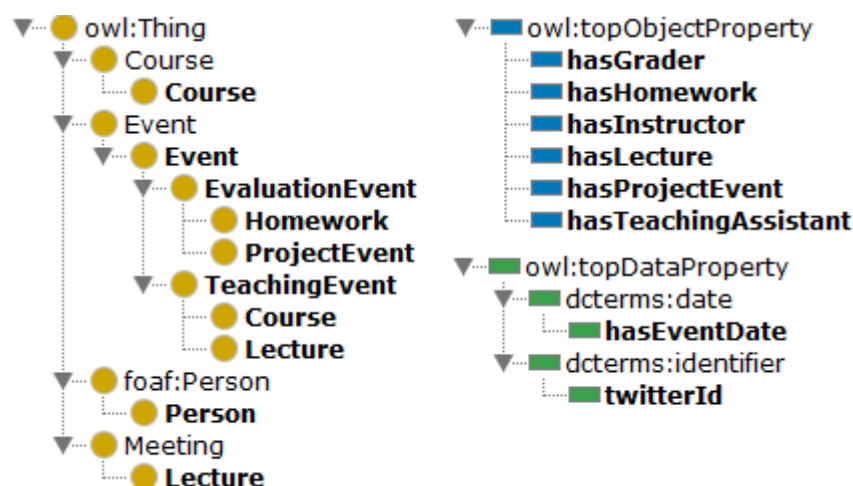 owl:Thing
Course
Course
Event
Event
EvaluationEvent
Homework
ProjectEvent
TeachingEvent
Course
Lecture
foaf:Person
Person
Meeting
Lecture
owl:topObjectProperty
hasGrader
hasHomework
hasInstructor
hasLecture
hasProjectEvent
hasTeachingAssistant
owl:topDataProperty
dcterms:date
hasEventDate
dcterms:identifier
twitterId